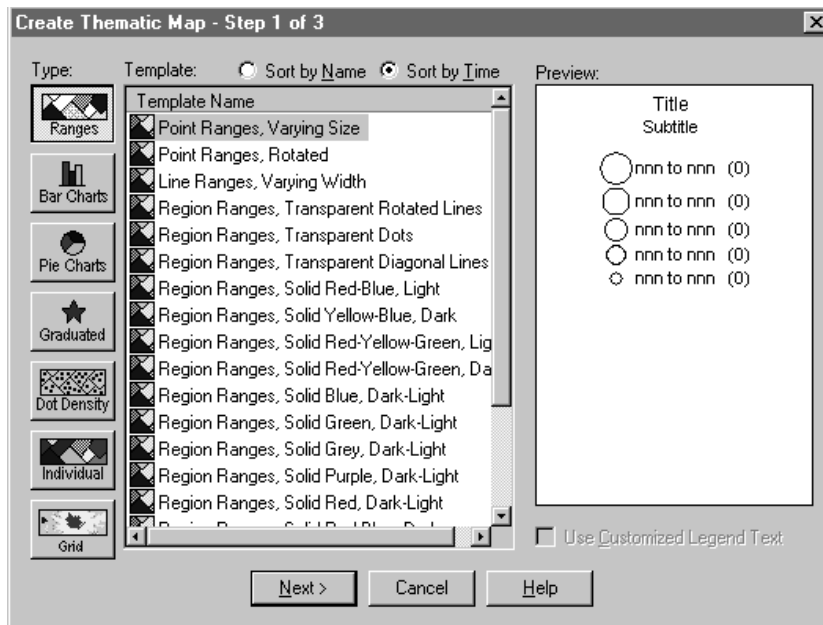 Create Thematic Map - Step 1 of 3
Type:
Ranges
Bar Charts
Pie Charts
Graduated
Dot Density
Individual
Grid
Template:
Sort by Name
Sort by Time
Template Name
Point Ranges, Varying Size
Point Ranges, Rotated
Line Ranges, Varying Width
Region Ranges, Transparent Rotated Lines
Region Ranges, Transparent Dots
Region Ranges, Transparent Diagonal Lines
Region Ranges, Solid Red-Blue, Light
Region Ranges, Solid Yellow-Blue, Dark
Region Ranges, Solid Red-Yellow-Green, Lig
Region Ranges, Solid Red-Yellow-Green, Da
Region Ranges, Solid Blue, Dark-Light
Region Ranges, Solid Green, Dark-Light
Region Ranges, Solid Grey, Dark-Light
Region Ranges, Solid Purple, Dark-Light
Region Ranges, Solid Red, Dark-Light
Preview:
Title
Subtitle
nnn to nnn (0)
nnn to nnn (0)
nnn to nnn (0)
nnn to nnn (0)
nnn to nnn (0)
Use Customized Legend Text
Next >
Cancel
Help